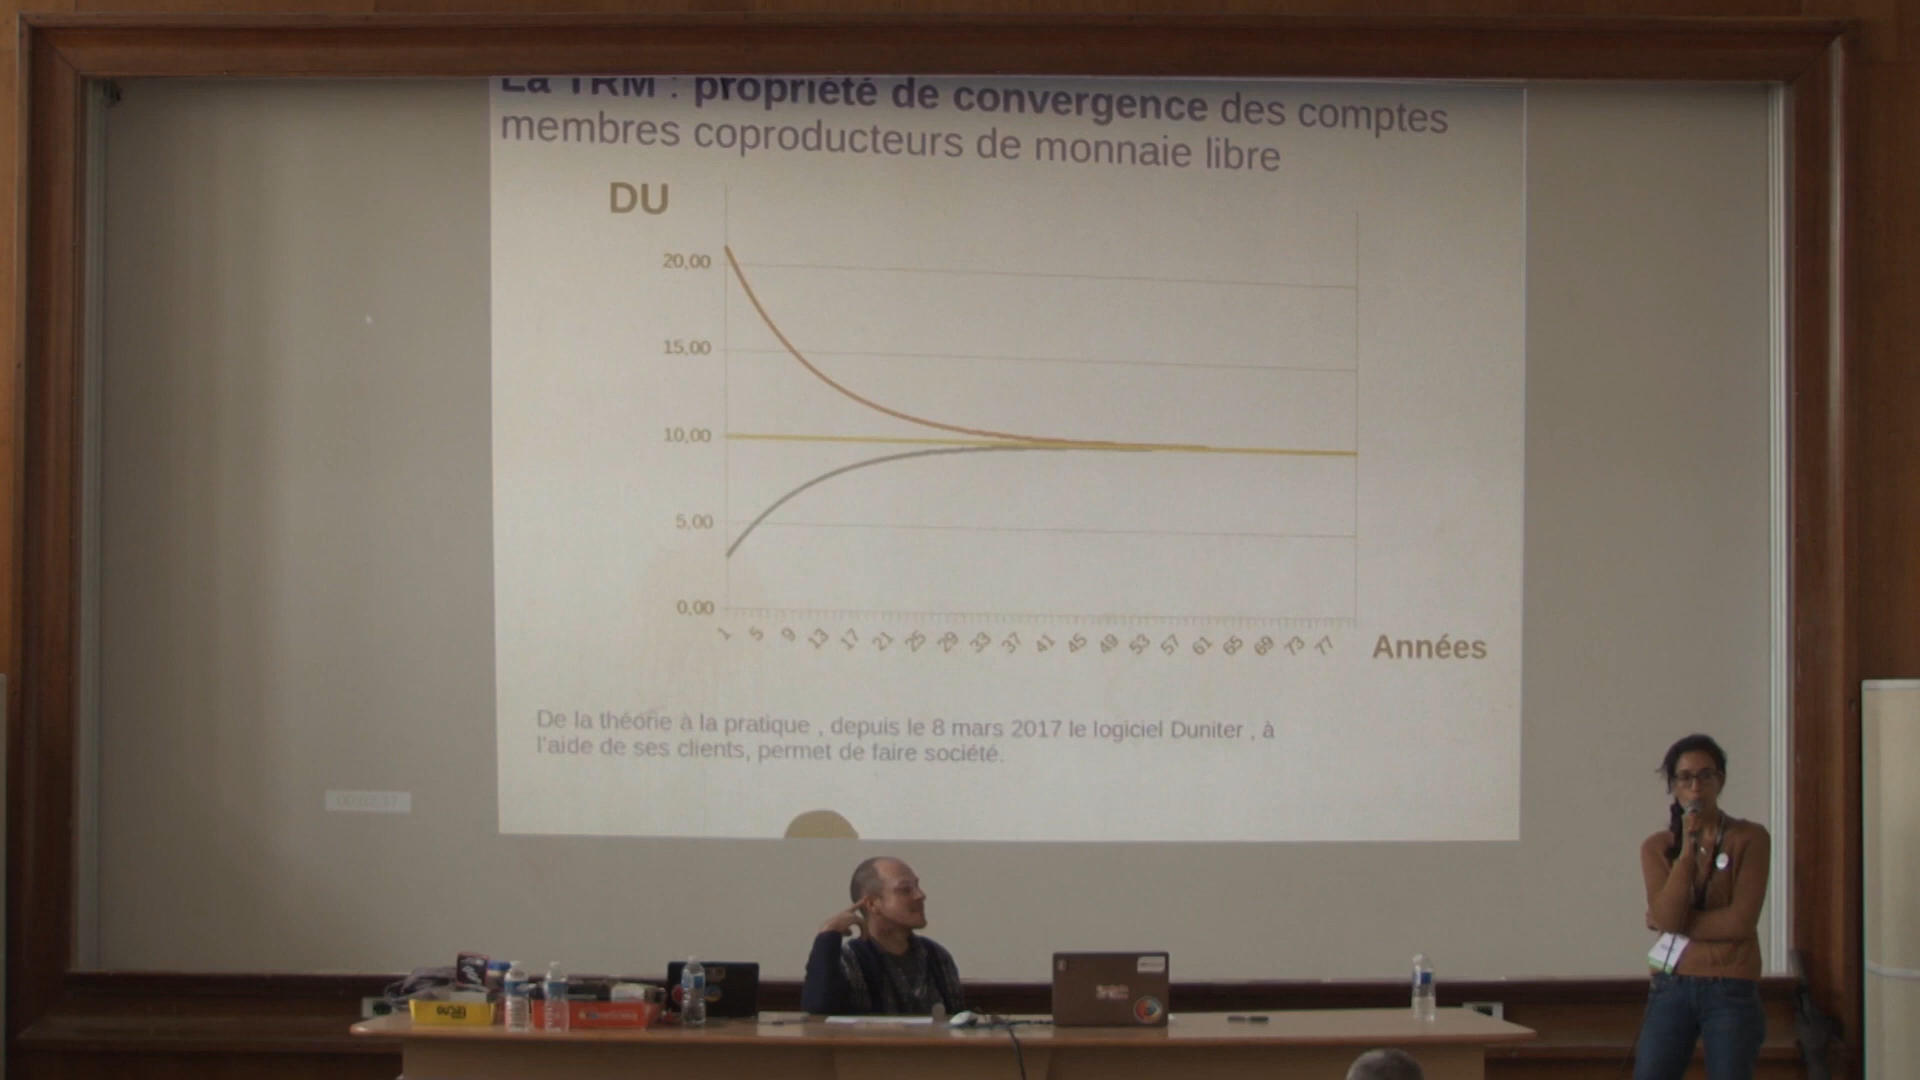 La TRM : propriété de convergence des comptes
membres coproducteurs de monnaie libre
DU
20,00
15,00
10,00
5,00
0,00
1 5 9 13 17 21 25 29 33 37 41 45 49 53 57 61 65 69 73 77
Années
De la théorie à la pratique , depuis le 8 mars 2017 le logiciel Duniter , à
l'aide de ses clients, permet de faire société.